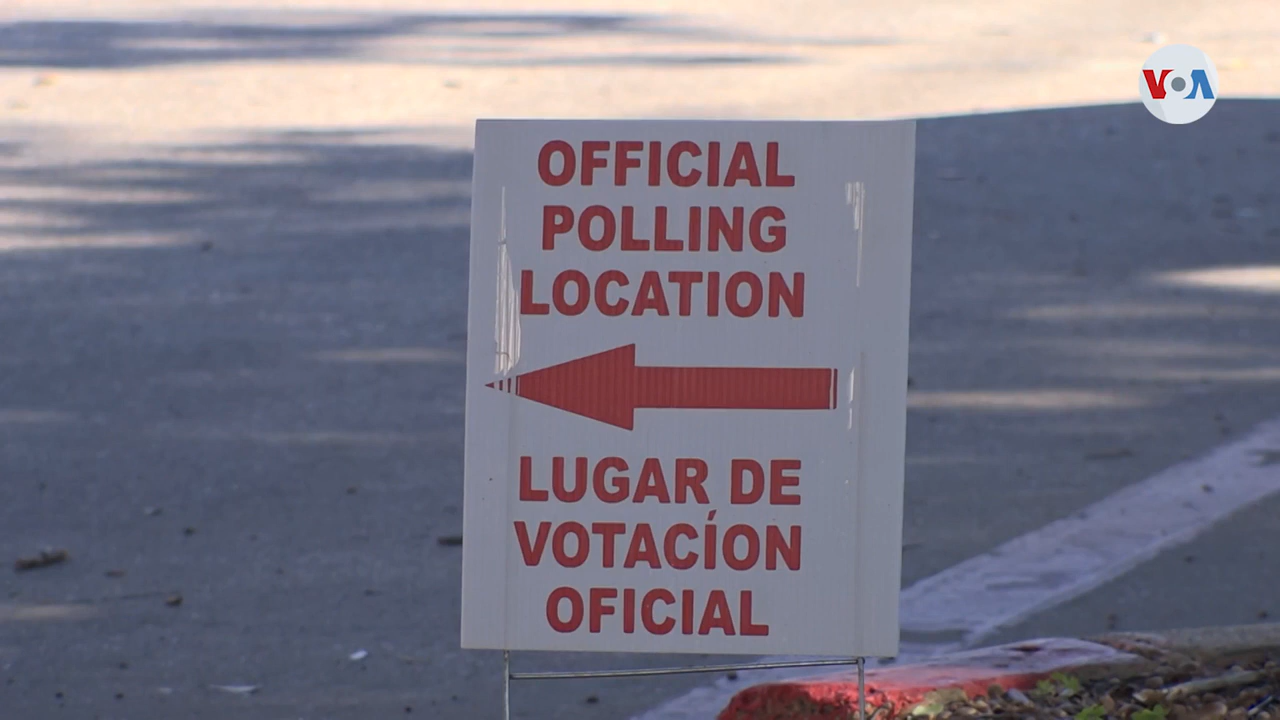 VOA
OFFICIAL
POLLING
LOCATION
LUGAR DE
VOTACÍON
OFICIAL